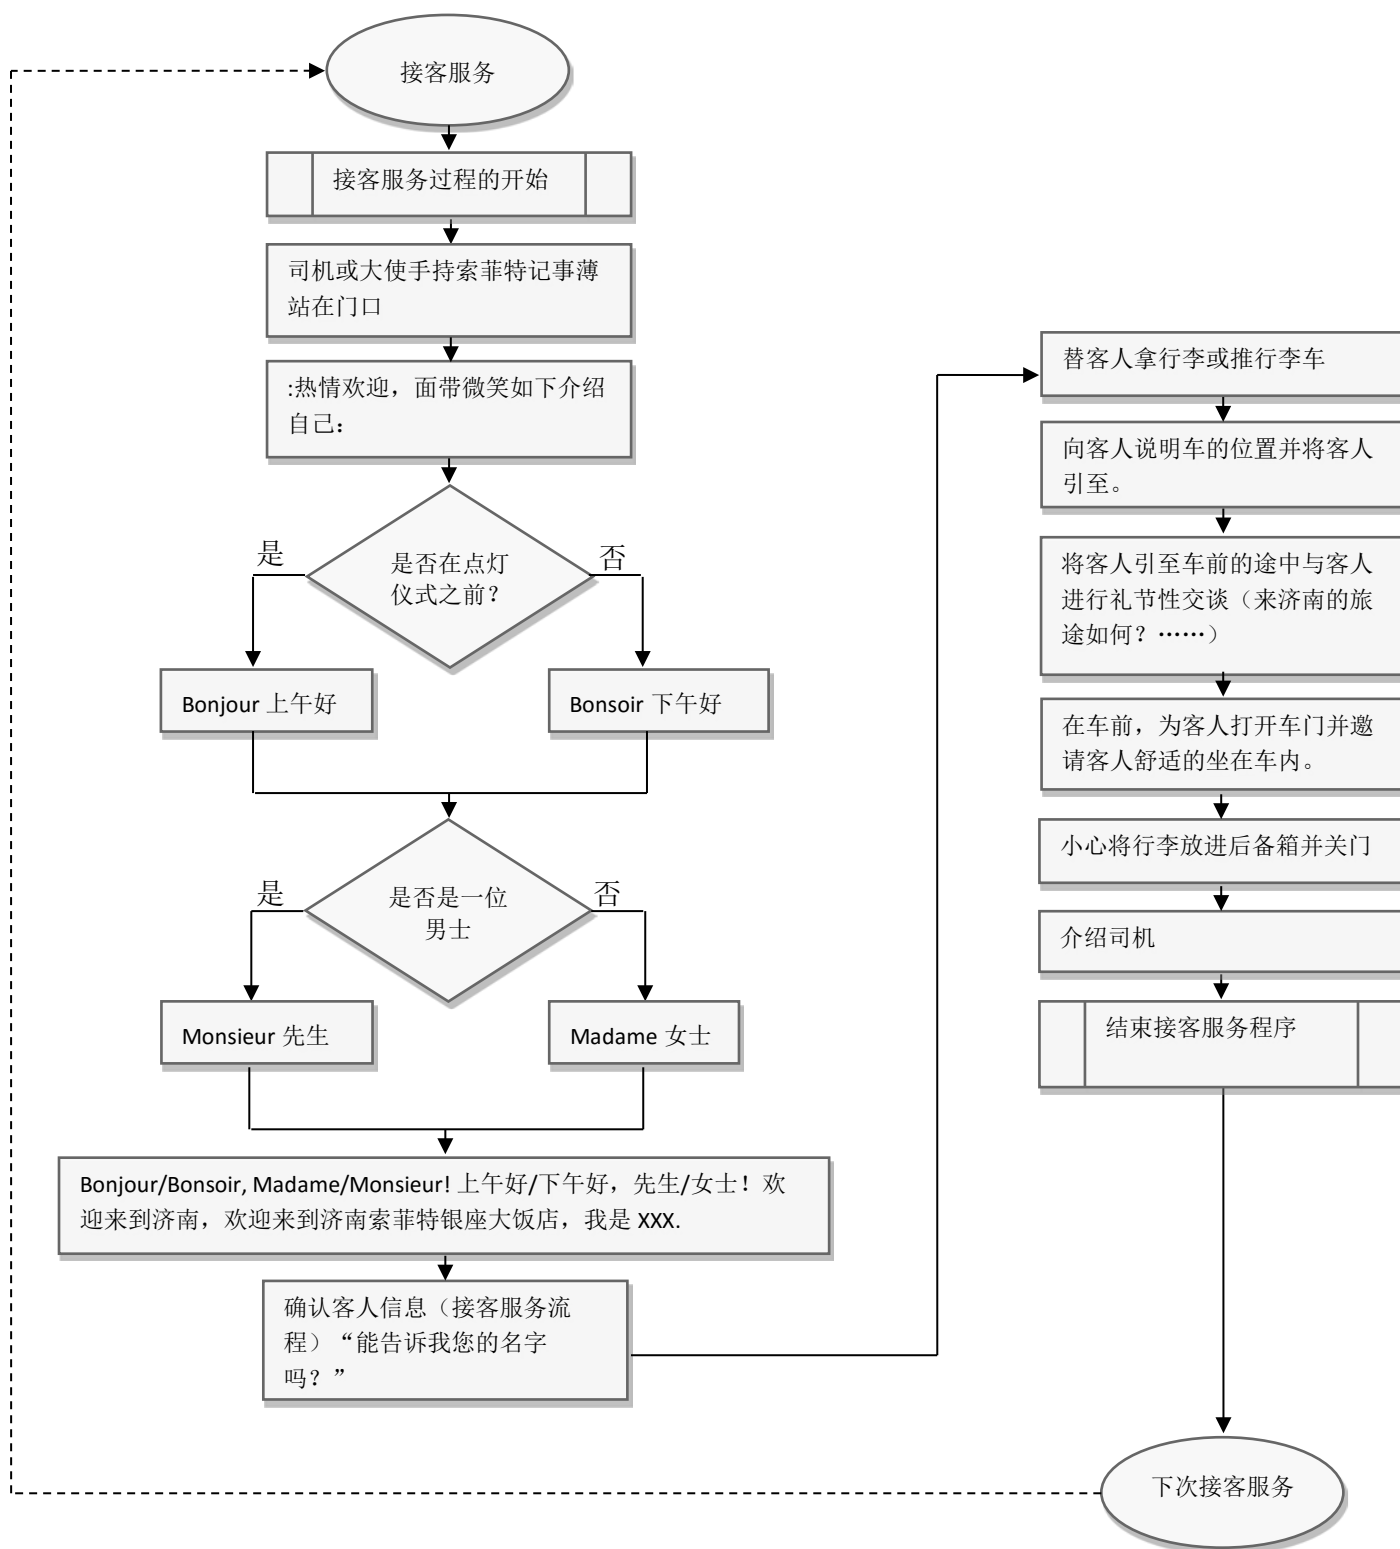 接客服务
接客服务过程的开始
司机或大使手持索菲特记事薄
站在门口
:热情欢迎，面带微笑如下介绍
自己：
是否在点灯
仪式之前？
是
否
Bonjour 上午好
Bonsoir 下午好
是否是一位
男士
是
否
Monsieur 先生
Madame 女士
Bonjour/Bonsoir, Madame/Monsieur! 上午好/下午好，先生/女士！欢
迎来到济南，欢迎来到济南索菲特银座大饭店，我是 XXX.
确认客人信息（接客服务流
程）“能告诉我您的名字
吗？”
替客人拿行李或推行李车
向客人说明车的位置并将客人
引至。
将客人引至车前的途中与客人
进行礼节性交谈（来济南的旅
途如何？……）
在车前，为客人打开车门并邀
请客人舒适的坐在车内。
小心将行李放进后备箱并关门
介绍司机
结束接客服务程序
下次接客服务